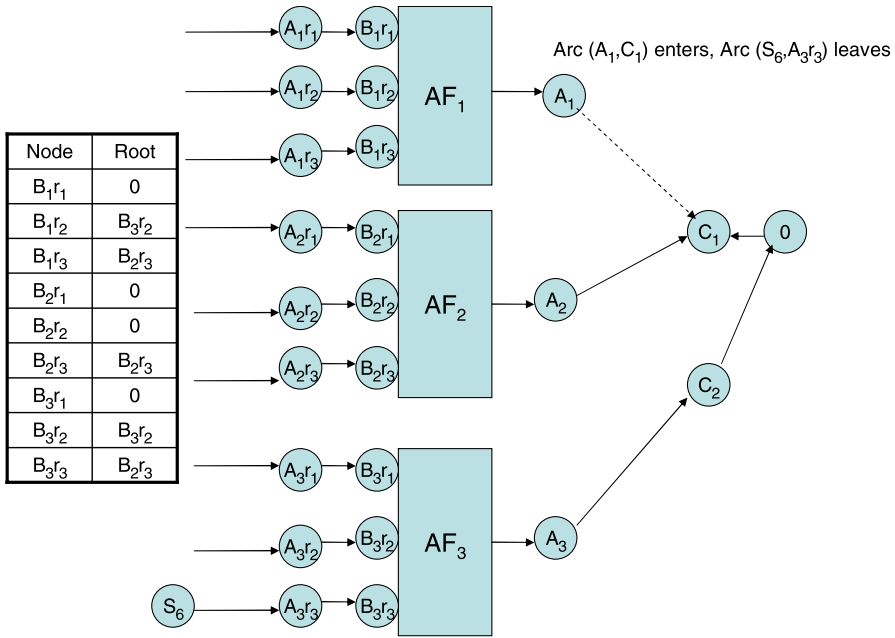 A₁r₁ B₁r₁
Arc (A₁,C₁) enters, Arc (S₆,A₃r₃) leaves
A₁r₂ B₁r₂ AF₁ A₁
A₁r₃ B₁r₃
Node Root
B₁r₁ 0
B₁r₂ B₃r₂
B₁r₃ B₂r₃
B₂r₁ 0
B₂r₂ 0
B₂r₃ B₂r₃
B₃r₁ 0
B₃r₂ B₃r₂
B₃r₃ B₂r₃
A₂r₁ B₂r₁ C₁ 0
A₂r₂ B₂r₂ AF₂ A₂
A₂r₃ B₂r₃ C₂
A₃r₁ B₃r₁
A₃r₂ B₃r₂ AF₃ A₃
S₆ A₃r₃ B₃r₃